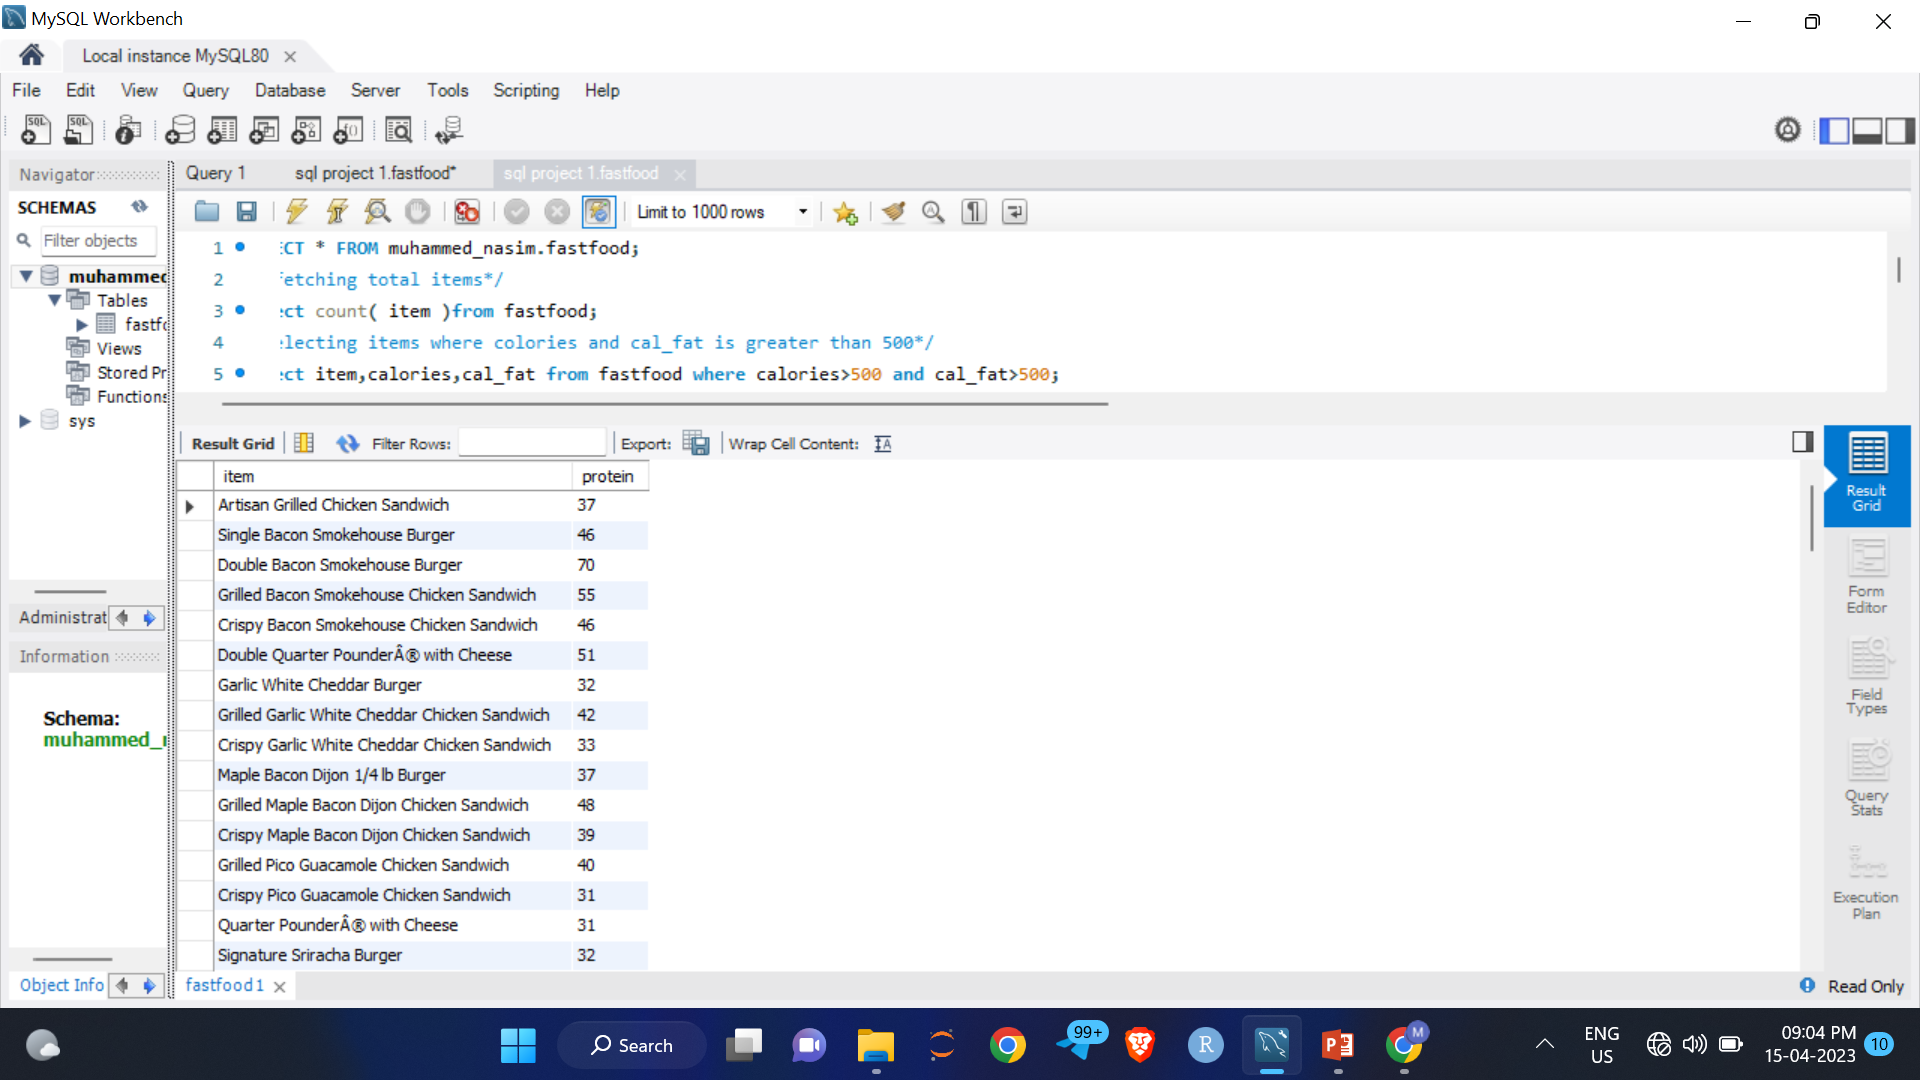 MySQL Workbench
Local instance MySQL80
File Edit View Query Database Server Tools Scripting Help
Navigator
Query 1 sql project 1.fastfood* sql project 1.fastfood
SCHEMAS
Limit to 1000 rows
Filter objects
muhammed
Tables
fastfo
Views
Stored Pr
Functions
sys
1 ECT * FROM muhammed_nasim.fastfood;
2 fetching total items*/
3 ect count( item )from fastfood;
4 electing items where colories and cal_fat is greater than 500*/
5 ect item,calories,cal_fat from fastfood where calories>500 and cal_fat>500;
Result Grid Filter Rows: Export: Wrap Cell Content:
item protein
Artisan Grilled Chicken Sandwich 37
Single Bacon Smokehouse Burger 46
Double Bacon Smokehouse Burger 70
Grilled Bacon Smokehouse Chicken Sandwich 55
Crispy Bacon Smokehouse Chicken Sandwich 46
Double Quarter PounderÂ® with Cheese 51
Garlic White Cheddar Burger 32
Grilled Garlic White Cheddar Chicken Sandwich 42
Crispy Garlic White Cheddar Chicken Sandwich 33
Maple Bacon Dijon 1/4 lb Burger 37
Grilled Maple Bacon Dijon Chicken Sandwich 48
Crispy Maple Bacon Dijon Chicken Sandwich 39
Grilled Pico Guacamole Chicken Sandwich 40
Crispy Pico Guacamole Chicken Sandwich 31
Quarter PounderÂ® with Cheese 31
Signature Sriracha Burger 32
Administrat
Information
Schema:
muhammed_
Object Info
fastfood 1
Result
Grid
Form
Editor
Field
Types
Query
Stats
Execution
Plan
Read Only
Search
99+
R
M
ENG
US
09:04 PM
15-04-2023
10